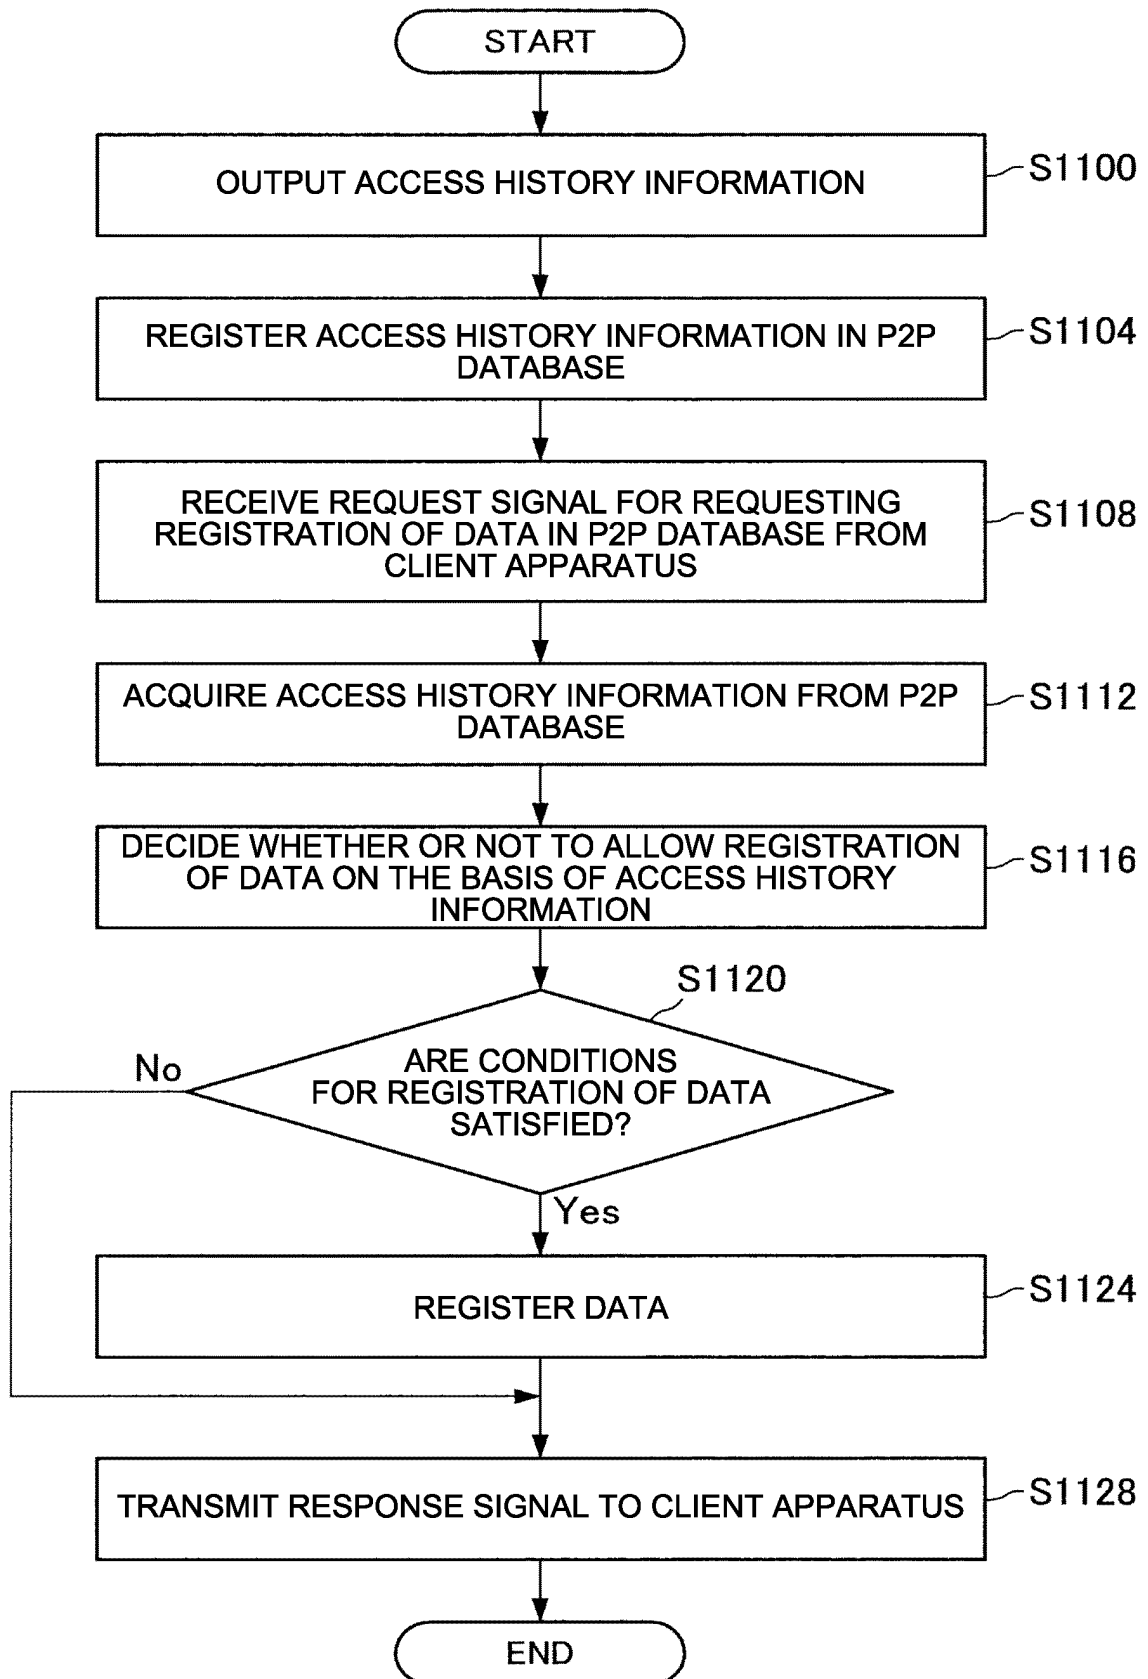 START
OUTPUT ACCESS HISTORY INFORMATION
S1100
REGISTER ACCESS HISTORY INFORMATION IN P2P
DATABASE
S1104
RECEIVE REQUEST SIGNAL FOR REQUESTING
REGISTRATION OF DATA IN P2P DATABASE FROM
CLIENT APPARATUS
S1108
ACQUIRE ACCESS HISTORY INFORMATION FROM P2P
DATABASE
S1112
DECIDE WHETHER OR NOT TO ALLOW REGISTRATION
OF DATA ON THE BASIS OF ACCESS HISTORY
INFORMATION
S1116
S1120
ARE CONDITIONS
FOR REGISTRATION OF DATA
SATISFIED?
No
Yes
REGISTER DATA
S1124
TRANSMIT RESPONSE SIGNAL TO CLIENT APPARATUS
S1128
END